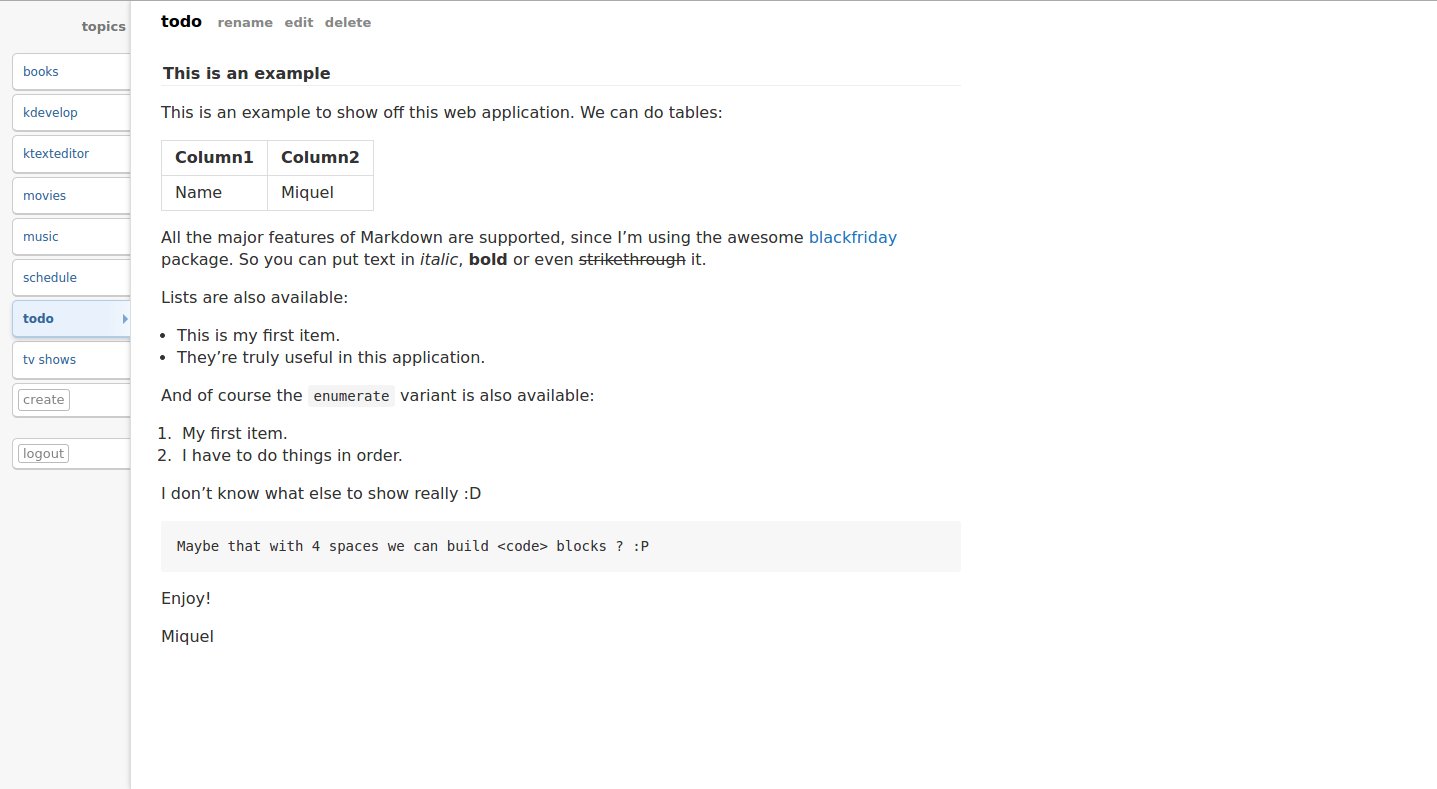 topics
books
kdevelop
ktexteditor
movies
music
schedule
todo
tv shows
create
logout
todo rename edit delete
This is an example
This is an example to show off this web application. We can do tables:
Column1 Column2
Name Miquel
All the major features of Markdown are supported, since I’m using the awesome blackfriday
package. So you can put text in italic, bold or even strikethrough it.
Lists are also available:
• This is my first item.
• They’re truly useful in this application.
And of course the enumerate variant is also available:
1. My first item.
2. I have to do things in order.
I don’t know what else to show really :D
Maybe that with 4 spaces we can build <code> blocks ? :P
Enjoy!
Miquel